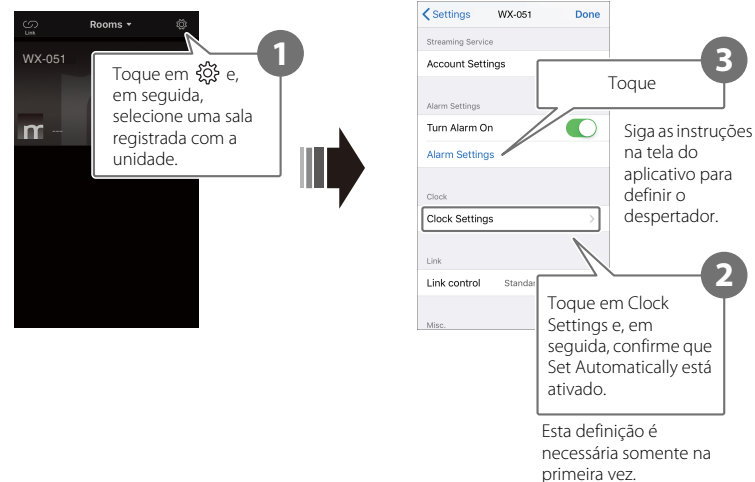 Link
Rooms ▾
WX-051
m ---
1
Toque em e,
em seguida,
selecione uma sala
registrada com a
unidade.
Settings WX-051 Done
Streaming Service
Account Settings
Alarm Settings
Turn Alarm On
Alarm Settings
Clock
Clock Settings
Link
Link control
Misc.
3
Toque
Siga as instruções
na tela do
aplicativo para
definir o
despertador.
2
Toque em Clock
Settings e, em
seguida, confirme que
Set Automatically está
ativado.
Esta definição é
necessária somente na
primeira vez.